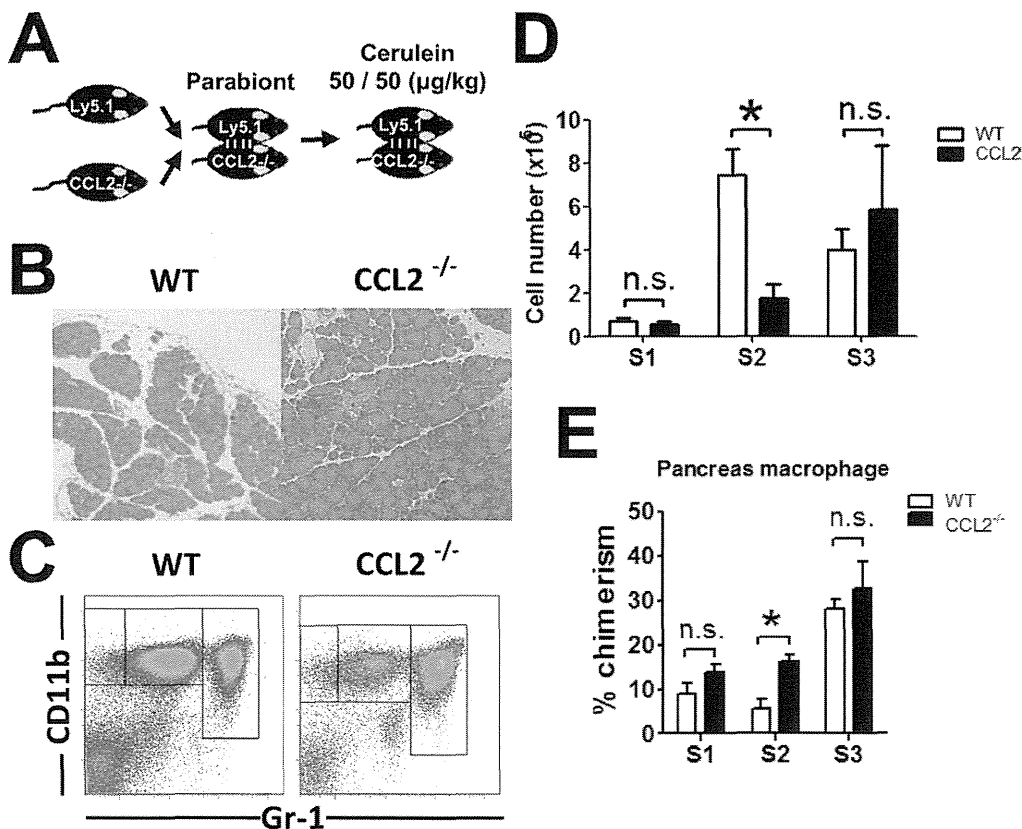 A
Cerulein
Parabiont
50 / 50 (μg/kg)
Ly5.1
Ly5.1
Ly5.1
CCL2-/-
CCL2-/-
CCL2-/-
B
WT
CCL2 -/-
C
WT
CCL2 -/-
CD11b
Gr-1
D
Cell number (x10⁶)
10
8
6
4
2
0
n.s.
*
n.s.
S1
S2
S3
WT
CCL2
E
Pancreas macrophage
% chimerism
50
40
30
20
10
0
n.s.
*
n.s.
S1
S2
S3
WT
CCL2-/-